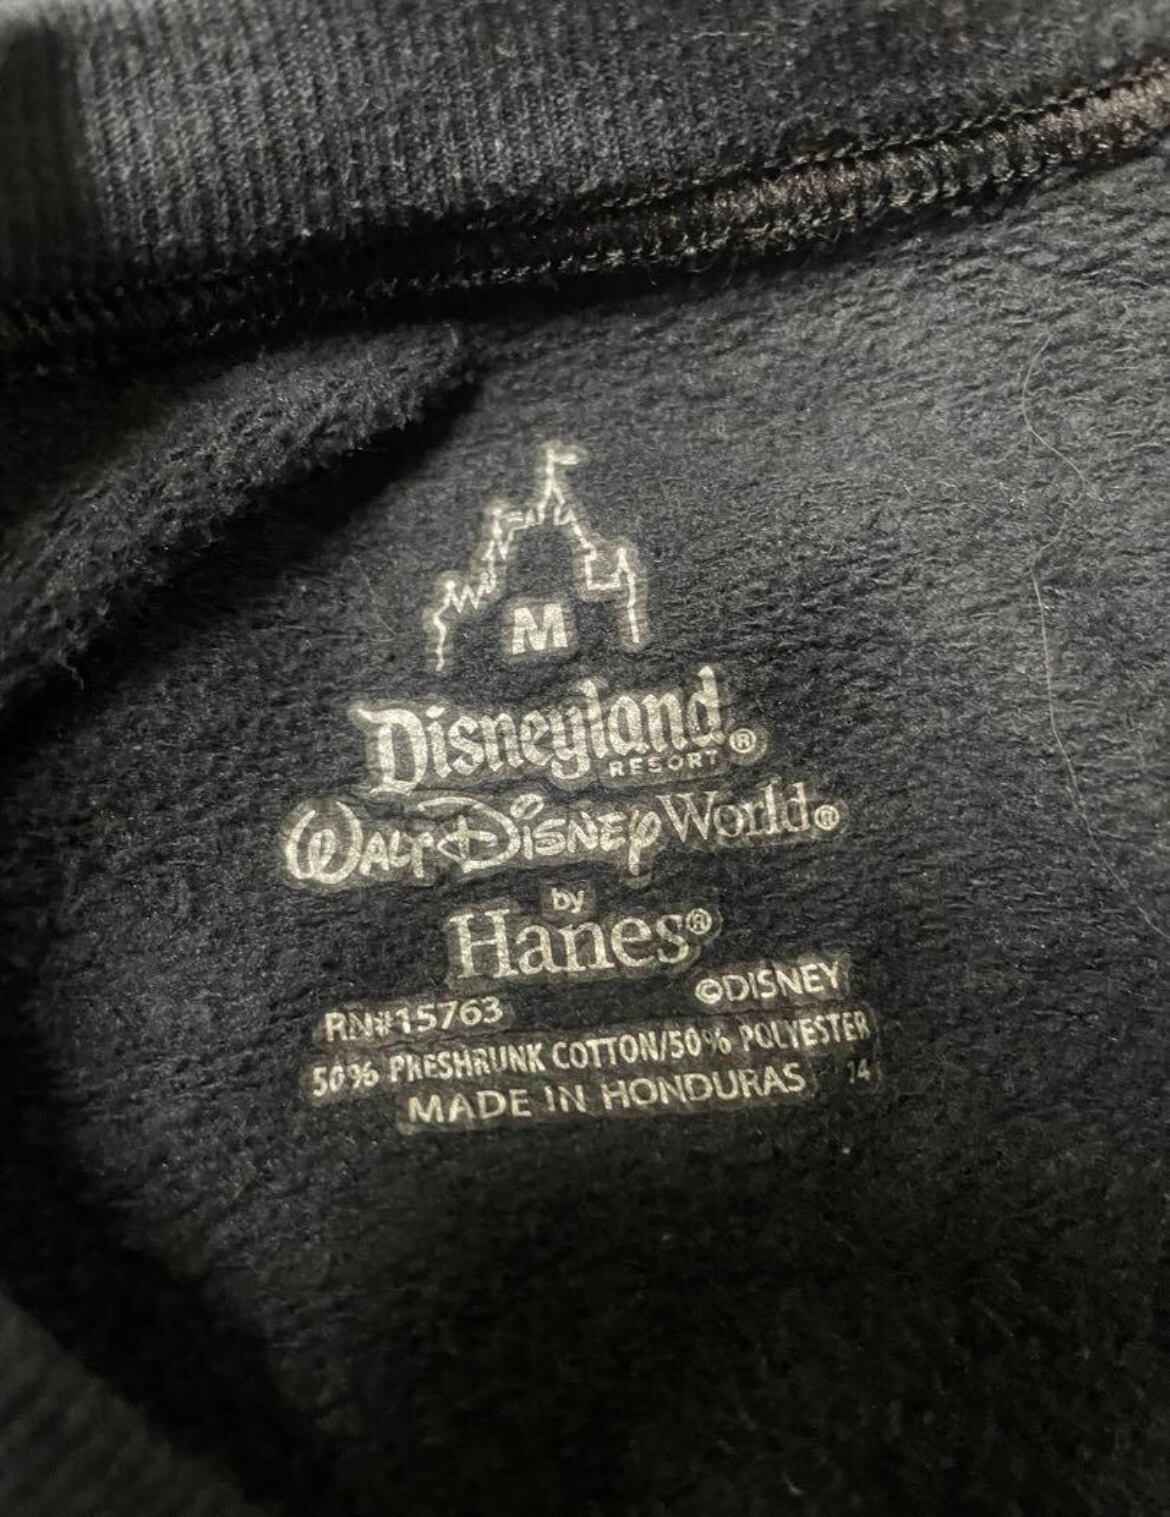 M
Disneyland®
RESORT
WALT DISNEY World®
by
Hanes®
©DISNEY
RN#15763
50% PRESHRUNK COTTON/50% POLYESTER
MADE IN HONDURAS 14